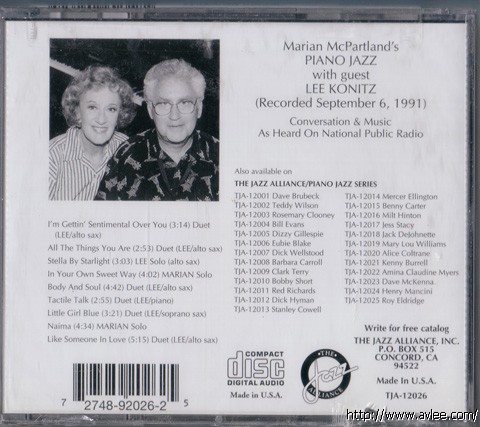 Marian McPartland's
PIANO JAZZ
with guest
LEE KONITZ
(Recorded September 6, 1991)
Conversation & Music
As Heard On National Public Radio
Also available on
THE JAZZ ALLIANCE/PIANO JAZZ SERIES
TJA-12001 Dave Brubeck
TJA-12002 Teddy Wilson
TJA-12003 Rosemary Clooney
TJA-12004 Bill Evans
TJA-12005 Dizzy Gillespie
TJA-12006 Eubie Blake
TJA-12007 Dick Wellstood
TJA-12008 Barbara Carroll
TJA-12009 Clark Terry
TJA-12010 Bobby Short
TJA-12011 Red Richards
TJA-12012 Dick Hyman
TJA-12013 Stanley Cowell
TJA-12014 Mercer Ellington
TJA-12015 Benny Carter
TJA-12016 Milt Hinton
TJA-12017 Jess Stacy
TJA-12018 Jack DeJohnette
TJA-12019 Mary Lou Williams
TJA-12020 Alice Coltrane
TJA-12021 Kenny Burrell
TJA-12022 Amina Claudine Myers
TJA-12023 Dave McKenna
TJA-12024 Henry Mancini
TJA-12025 Roy Eldridge
I'm Gettin' Sentimental Over You (3:14) Duet
(LEE/alto sax)
All The Things You Are (2:53) Duet (LEE/alto sax)
Stella By Starlight (3:03) LEE Solo (alto sax)
In Your Own Sweet Way (4:02) MARIAN Solo
Body And Soul (4:42) Duet (LEE/alto sax)
Tactile Talk (2:55) Duet (LEE/piano)
Little Girl Blue (3:21) Duet (LEE/soprano sax)
Naima (4:34) MARIAN Solo
Like Someone In Love (5:15) Duet (LEE/alto sax)
Write for free catalog
THE JAZZ ALLIANCE, INC.
P.O. BOX 515
CONCORD, CA
94522
Made In U.S.A.
TJA-12026
COMPACT
disc
DIGITAL AUDIO
Made in U.S.A.
THE
Jazz
ALLIANCE
7 2748-92026-2 5
http://www.avlee.com/